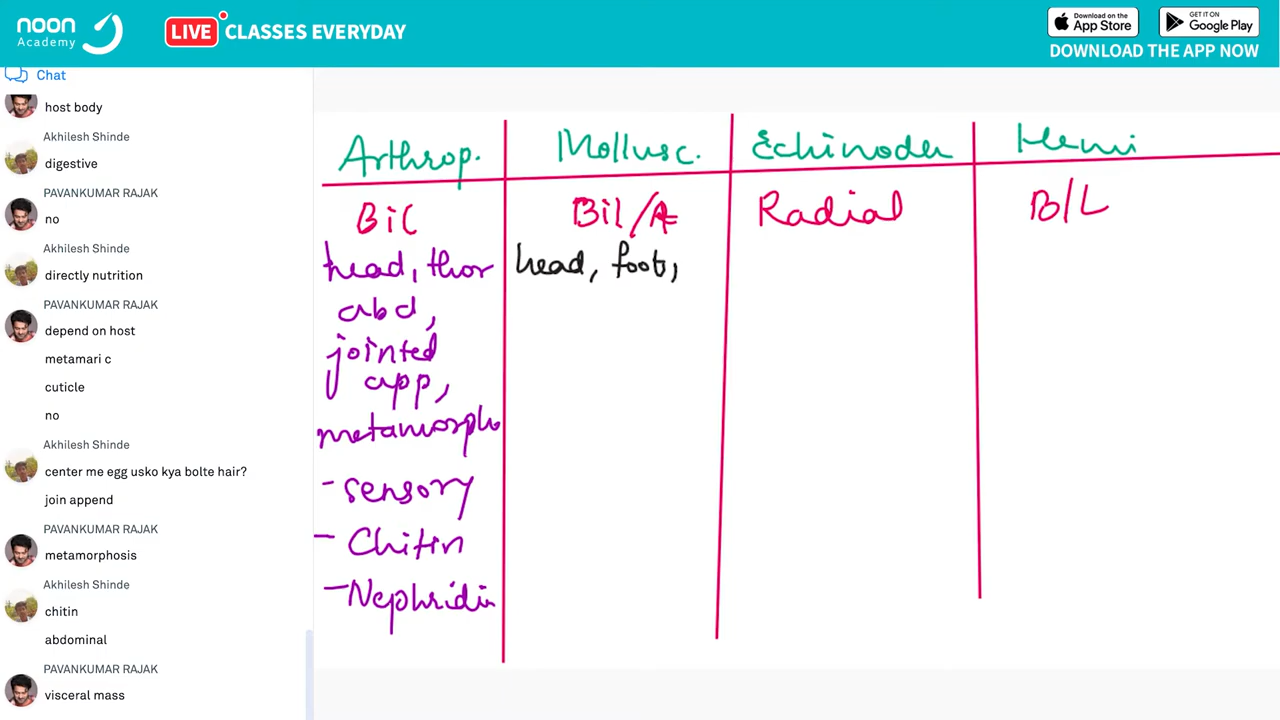 noon
Academy
LIVE CLASSES EVERYDAY
Download on the
App Store
GET IT ON
Google Play
DOWNLOAD THE APP NOW
Chat
host body
Akhilesh Shinde
digestive
PAVANKUMAR RAJAK
no
Akhilesh Shinde
directly nutrition
PAVANKUMAR RAJAK
depend on host
metamari c
cuticle
no
Akhilesh Shinde
center me egg usko kya bolte hair?
join append
PAVANKUMAR RAJAK
metamorphosis
Akhilesh Shinde
chitin
abdominal
PAVANKUMAR RAJAK
visceral mass
Arthrop. Mollusc. Echinoder Hemi
Bil Bil/A Radial B/L
head, thor head, foot,
abd,
jointed
app,
metamorpho
- sensory
- Chitin
- Nephridi